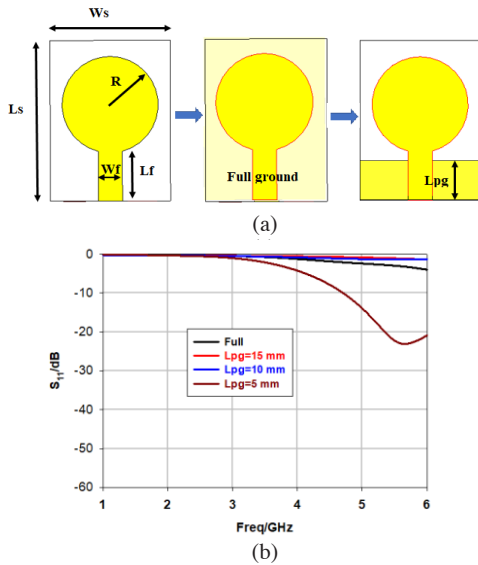 Ws
Ls
R
Wf
Lf
Full ground
Lpg
(a)
0
-10
-20
-30
-40
-50
-60
S11/dB
Full
Lpg=15 mm
Lpg=10 mm
Lpg=5 mm
1 2 3 4 5 6
Freq/GHz
(b)